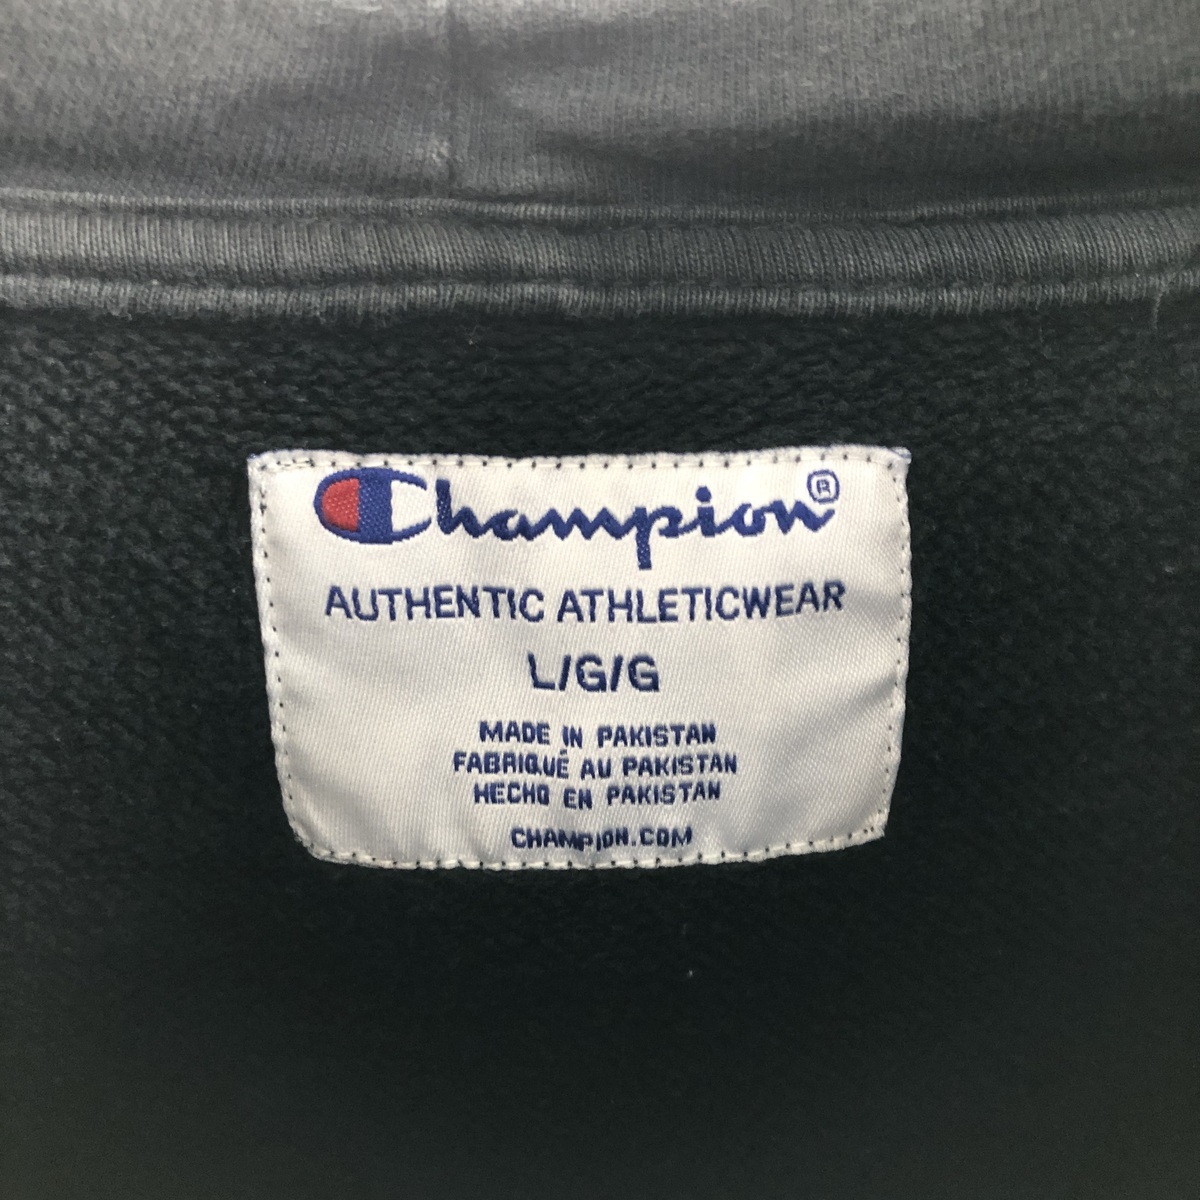 Champion®
AUTHENTIC ATHLETICWEAR
L/G/G
MADE IN PAKISTAN
FABRIQUÉ AU PAKISTAN
HECHO EN PAKISTAN
CHAMPION.COM